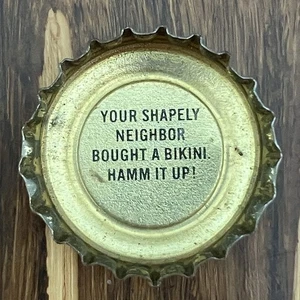 YOUR SHAPELY
NEIGHBOR
BOUGHT A BIKINI.
HAMM IT UP!